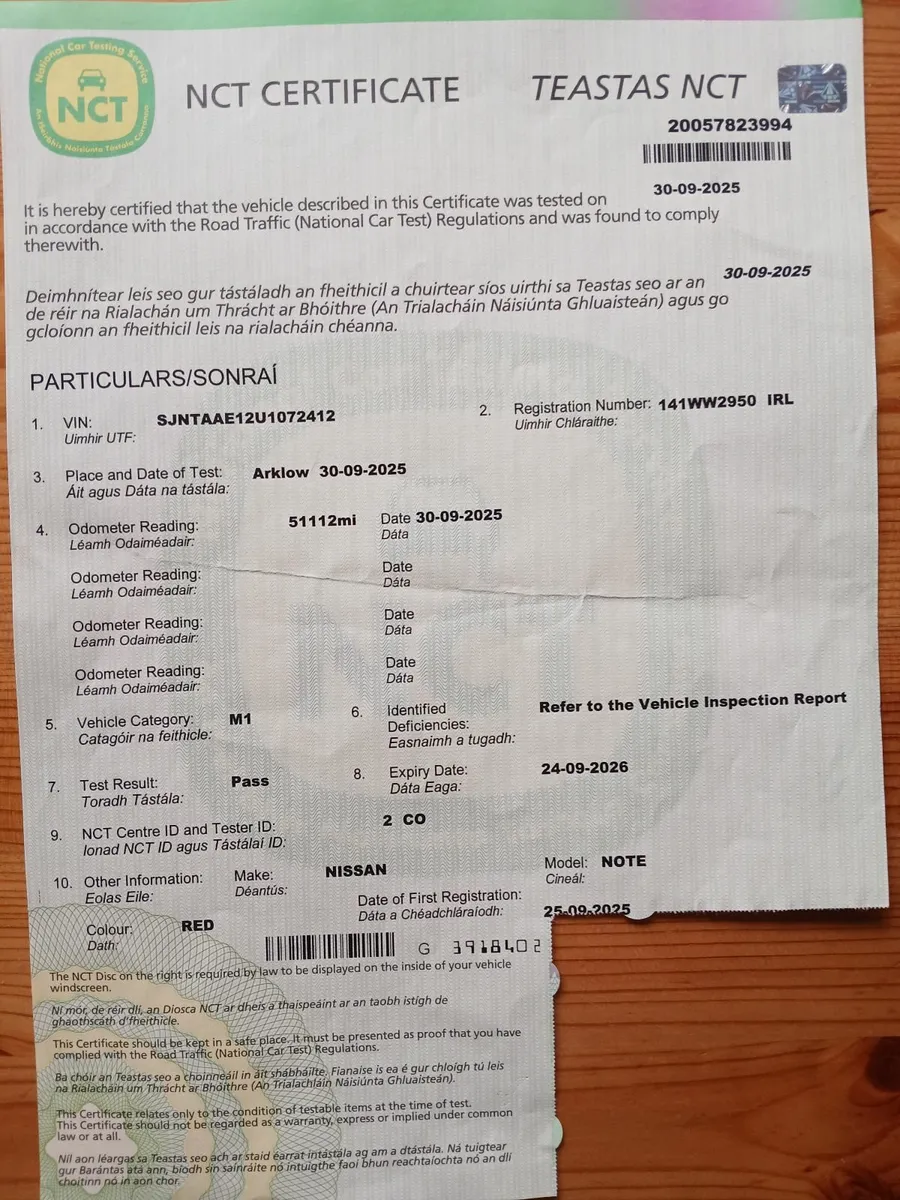 National Car Testing Service
NCT
An tSeirbhís Náisiúnta Tástála Carranna
NCT CERTIFICATE TEASTAS NCT
20057823994
30-09-2025
It is hereby certified that the vehicle described in this Certificate was tested on
in accordance with the Road Traffic (National Car Test) Regulations and was found to comply
therewith.
30-09-2025
Deimhnítear leis seo gur tástáladh an fheithicil a chuirtear síos uirthi sa Teastas seo ar an
de réir na Rialachán um Thrácht ar Bhóithre (An Trialacháin Náisiúnta Ghluaisteán) agus go
gcloíonn an fheithicil leis na rialacháin chéanna.
PARTICULARS/SONRAÍ
1. VIN: SJNTAAE12U1072412 2. Registration Number: 141WW2950 IRL
Uimhir UTF: Uimhir Chláraithe:
3. Place and Date of Test: Arklow 30-09-2025
Áit agus Dáta na tástála:
4. Odometer Reading: 51112mi Date 30-09-2025
Léamh Odaiméadair: Dáta
Odometer Reading: Date
Léamh Odaiméadair: Dáta
Odometer Reading: Date
Léamh Odaiméadair: Dáta
Odometer Reading: Date
Léamh Odaiméadair: Dáta
5. Vehicle Category: M1 6. Identified Deficiencies: Refer to the Vehicle Inspection Report
Catagóir na feithicle: Easnaimh a tugadh:
7. Test Result: Pass 8. Expiry Date: 24-09-2026
Toradh Tástála: Dáta Eaga:
9. NCT Centre ID and Tester ID: 2 CO
Ionad NCT ID agus Tástálaí ID:
10. Other Information: Make: NISSAN Model: NOTE
Eolas Eile: Déantús: Cineál:
Date of First Registration: 25-09-2025
Dáta a Chéadchláraíodh:
Colour: RED
Dath:
G 3918402
The NCT Disc on the right is required by law to be displayed on the inside of your vehicle
windscreen.
Ní mór, de réir dlí, an Diosca NCT ar dheis a thaispeáint ar an taobh istigh de
ghaothscáth d'fheithicle.
This Certificate should be kept in a safe place. It must be presented as proof that you have
complied with the Road Traffic (National Car Test) Regulations.
Ba chóir an Teastas seo a choinneáil in áit shábháilte. Fianaise is ea é gur chloígh tú leis
na Rialacháin um Thrácht ar Bhóithre (An Trialachláin Náisiúnta Ghluaisteán).
This Certificate relates only to the condition of testable items at the time of test.
This Certificate should not be regarded as a warranty, express or implied under common
law or at all.
Níl aon léargas sa Teastas seo ach ar staid éarraí intástála ag am a dtástála. Ná tuigtear
gur Barántas atá ann, bíodh sin sainráite nó intuigthe faoi bhun reachtaíochta nó an dlí
choitinn nó in aon chor.